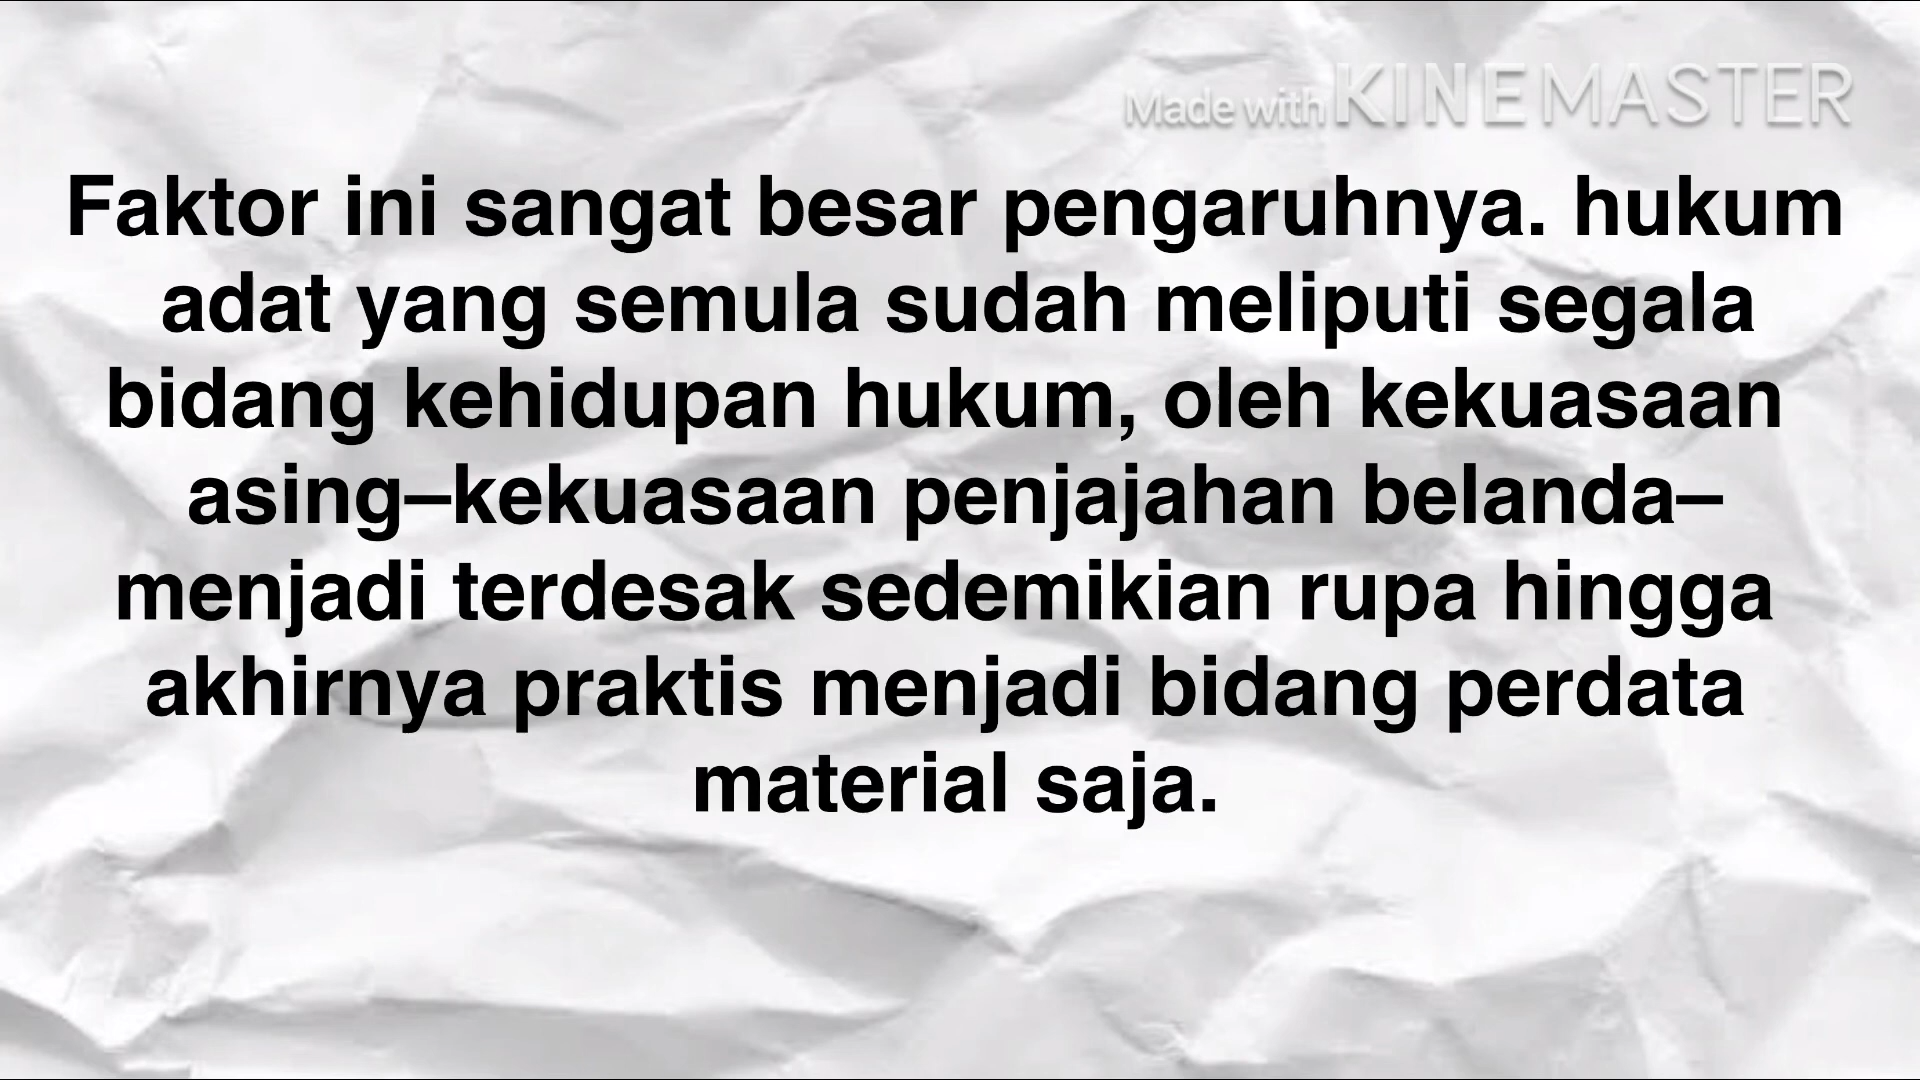 Made with KINEMASTER
Faktor ini sangat besar pengaruhnya. hukum
adat yang semula sudah meliputi segala
bidang kehidupan hukum, oleh kekuasaan
asing–kekuasaan penjajahan belanda–
menjadi terdesak sedemikian rupa hingga
akhirnya praktis menjadi bidang perdata
material saja.